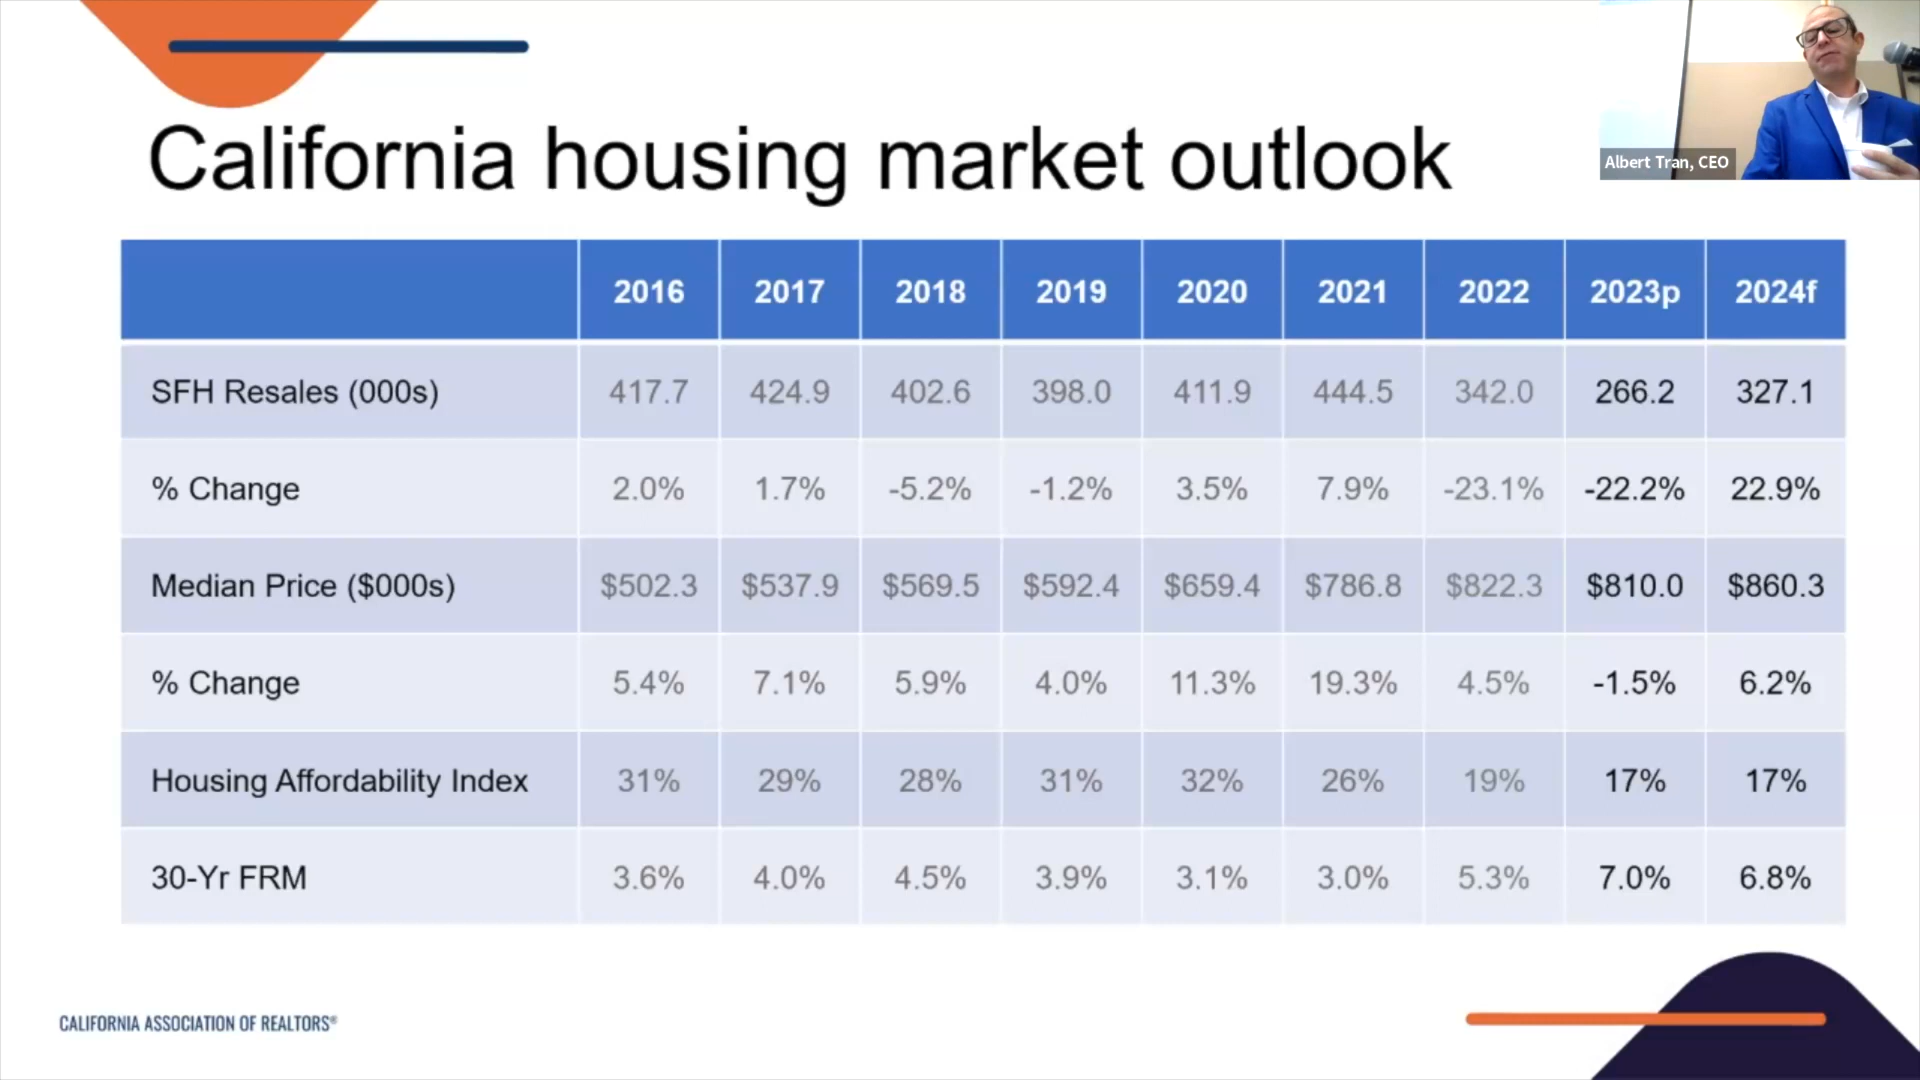 California housing market outlook
Albert Tran, CEO
2016 2017 2018 2019 2020 2021 2022 2023p 2024f
SFH Resales (000s) 417.7 424.9 402.6 398.0 411.9 444.5 342.0 266.2 327.1
% Change 2.0% 1.7% -5.2% -1.2% 3.5% 7.9% -23.1% -22.2% 22.9%
Median Price ($000s) $502.3 $537.9 $569.5 $592.4 $659.4 $786.8 $822.3 $810.0 $860.3
% Change 5.4% 7.1% 5.9% 4.0% 11.3% 19.3% 4.5% -1.5% 6.2%
Housing Affordability Index 31% 29% 28% 31% 32% 26% 19% 17% 17%
30-Yr FRM 3.6% 4.0% 4.5% 3.9% 3.1% 3.0% 5.3% 7.0% 6.8%
CALIFORNIA ASSOCIATION OF REALTORS®